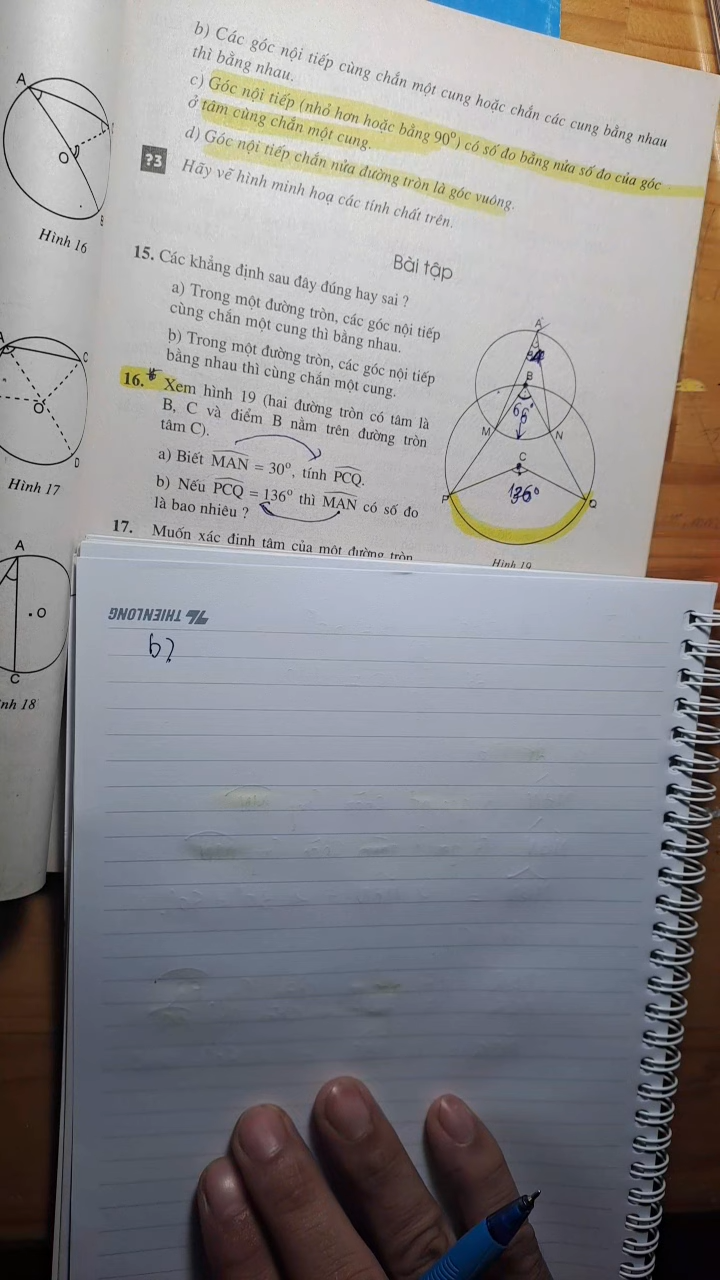 b) Các góc nội tiếp cùng chắn một cung hoặc chắn các cung bằng nhau
thì bằng nhau.
c) Góc nội tiếp (nhỏ hơn hoặc bằng 90°) có số đo bằng nửa số đo của góc
ở tâm cùng chắn một cung.
d) Góc nội tiếp chắn nửa đường tròn là góc vuông.
?3 Hãy vẽ hình minh hoạ các tính chất trên.
Bài tập
15. Các khẳng định sau đây đúng hay sai ?
a) Trong một đường tròn, các góc nội tiếp
cùng chắn một cung thì bằng nhau.
b) Trong một đường tròn, các góc nội tiếp
bằng nhau thì cùng chắn một cung.
16.* Xem hình 19 (hai đường tròn có tâm là
B, C và điểm B nằm trên đường tròn
tâm C).
a) Biết MAN = 30°, tính PCQ.
b) Nếu PCQ = 136° thì MAN có số đo
là bao nhiêu ?
17. Muốn xác định tâm của một đường tròn
A
O
B
Hình 16
C
O
D
Hình 17
A
O
C
nh 18
A
B
68°
M
N
C
136°
P
Q
Hình 19
THIENLONG